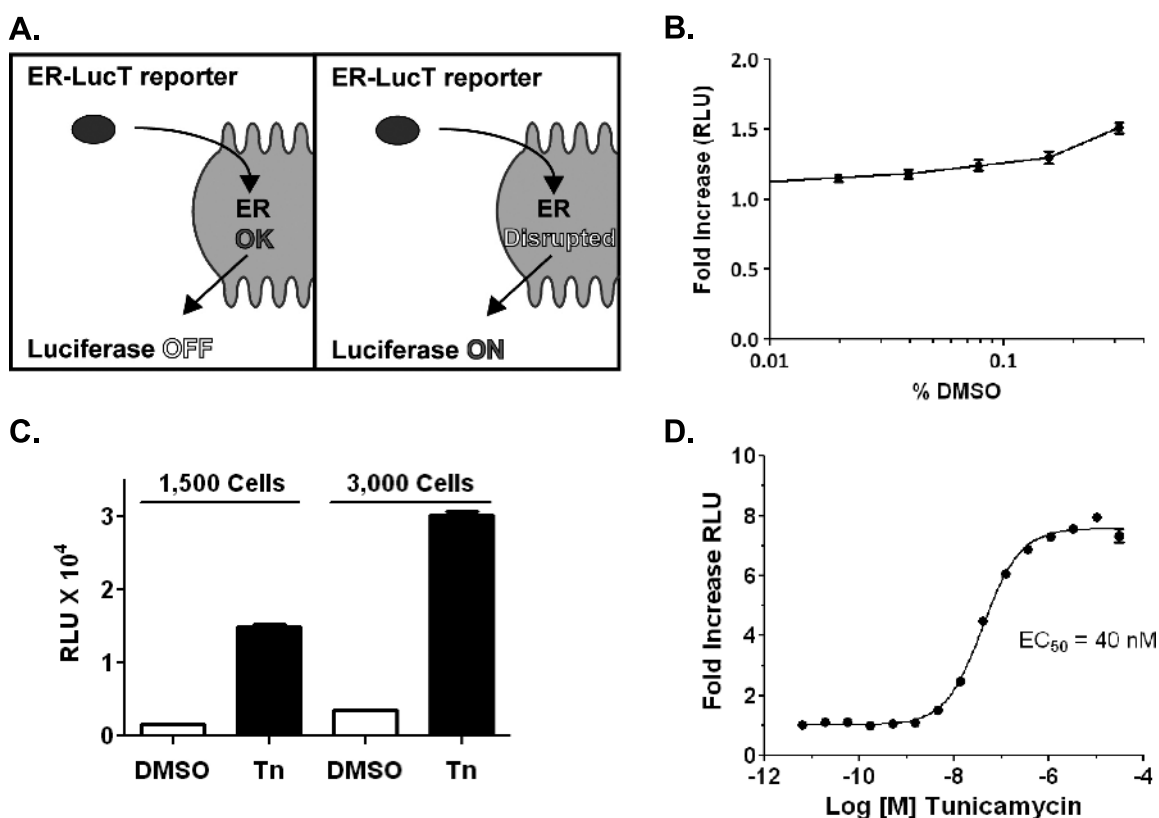 A.
ER-LucT reporter
ER
OK
Luciferase OFF
ER-LucT reporter
ER
Disrupted
Luciferase ON
B.
Fold Increase (RLU)
2.0
1.5
1.0
0.5
0.0
0.01
0.1
% DMSO
C.
1,500 Cells
3,000 Cells
RLU X 10⁴
3
2
1
0
DMSO
Tn
DMSO
Tn
D.
Fold Increase RLU
10
8
6
4
2
0
EC₅₀ = 40 nM
-12
-10
-8
-6
-4
Log [M] Tunicamycin